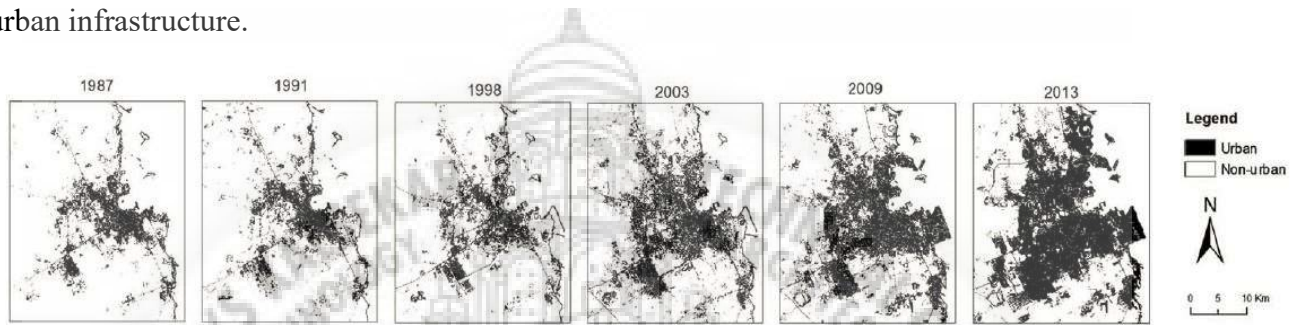 urban infrastructure.
1987 1991 1998 2003 2009 2013
Legend
Urban
Non-urban
N
0 5 10 Km